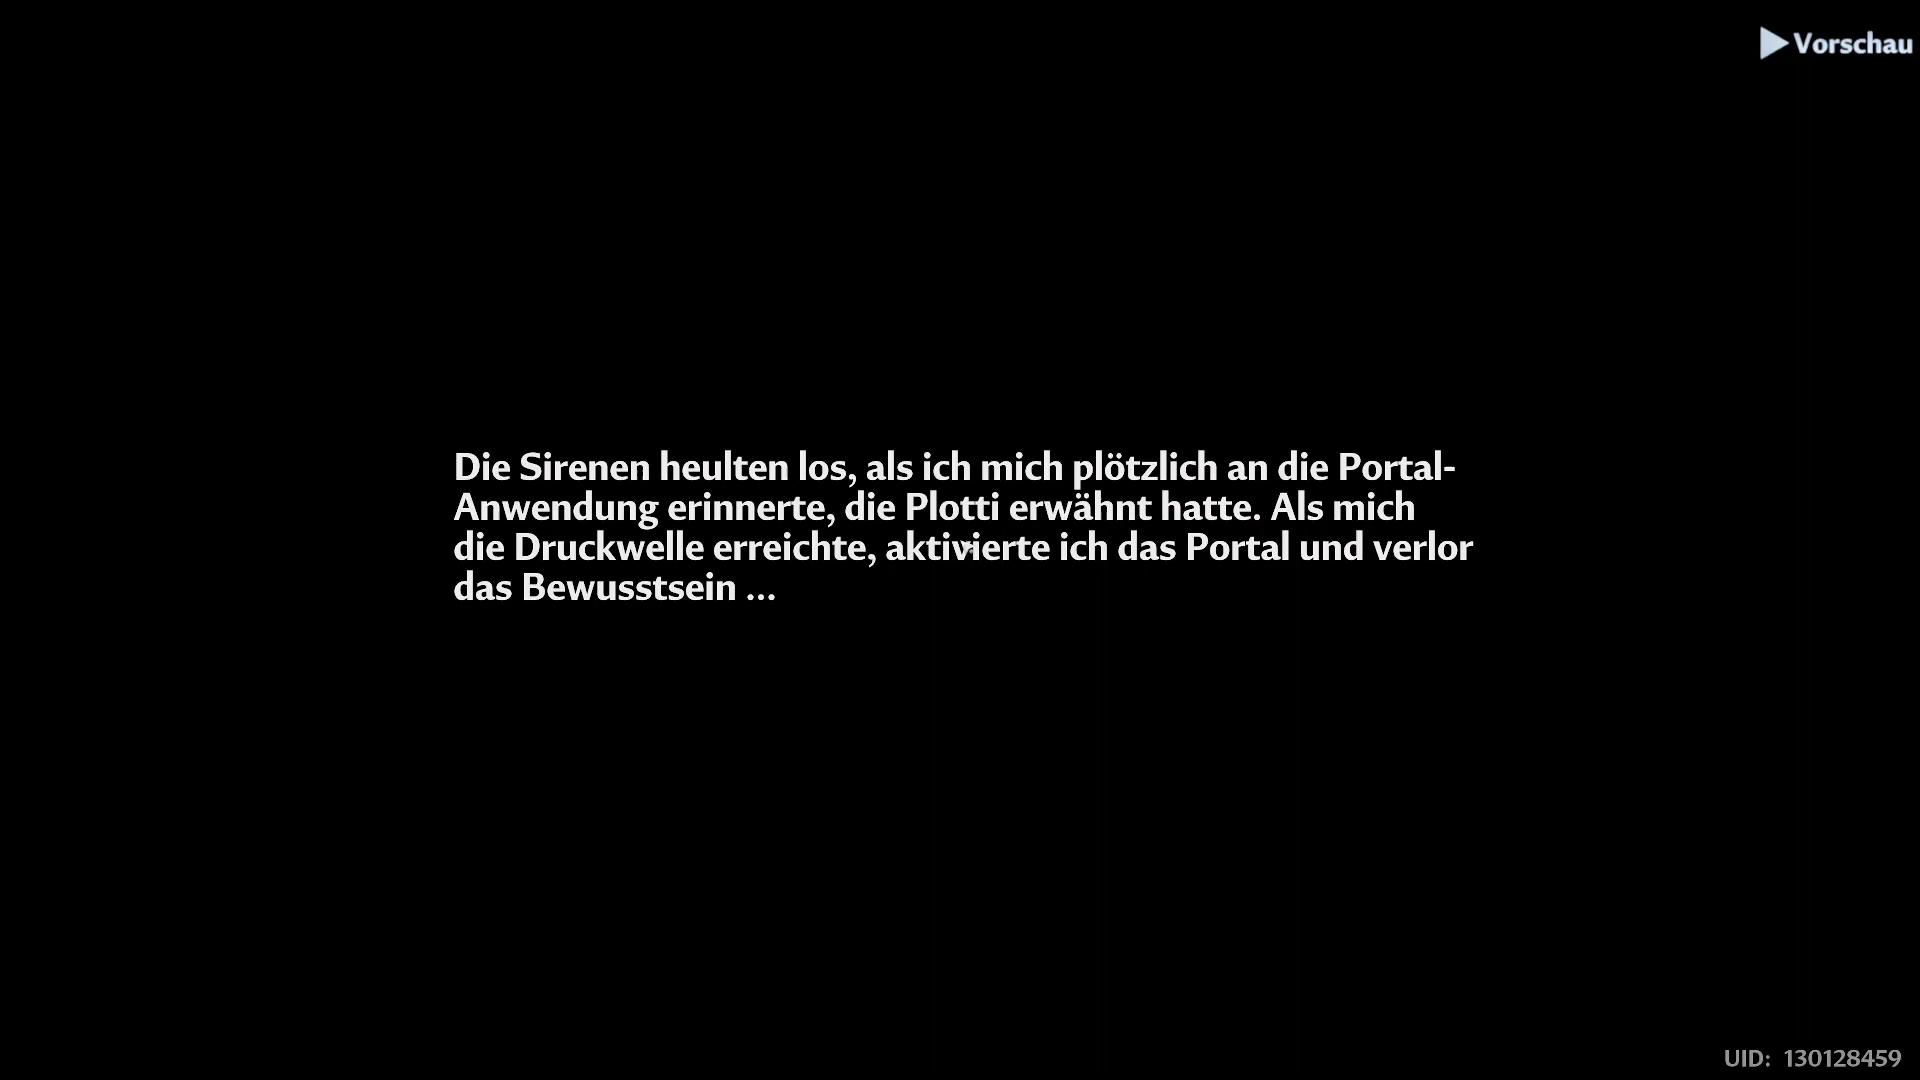 Vorschau
Die Sirenen heulten los, als ich mich plötzlich an die Portal-
Anwendung erinnerte, die Plotti erwähnt hatte. Als mich
die Druckwelle erreichte, aktivierte ich das Portal und verlor
das Bewusstsein ...
UID: 130128459